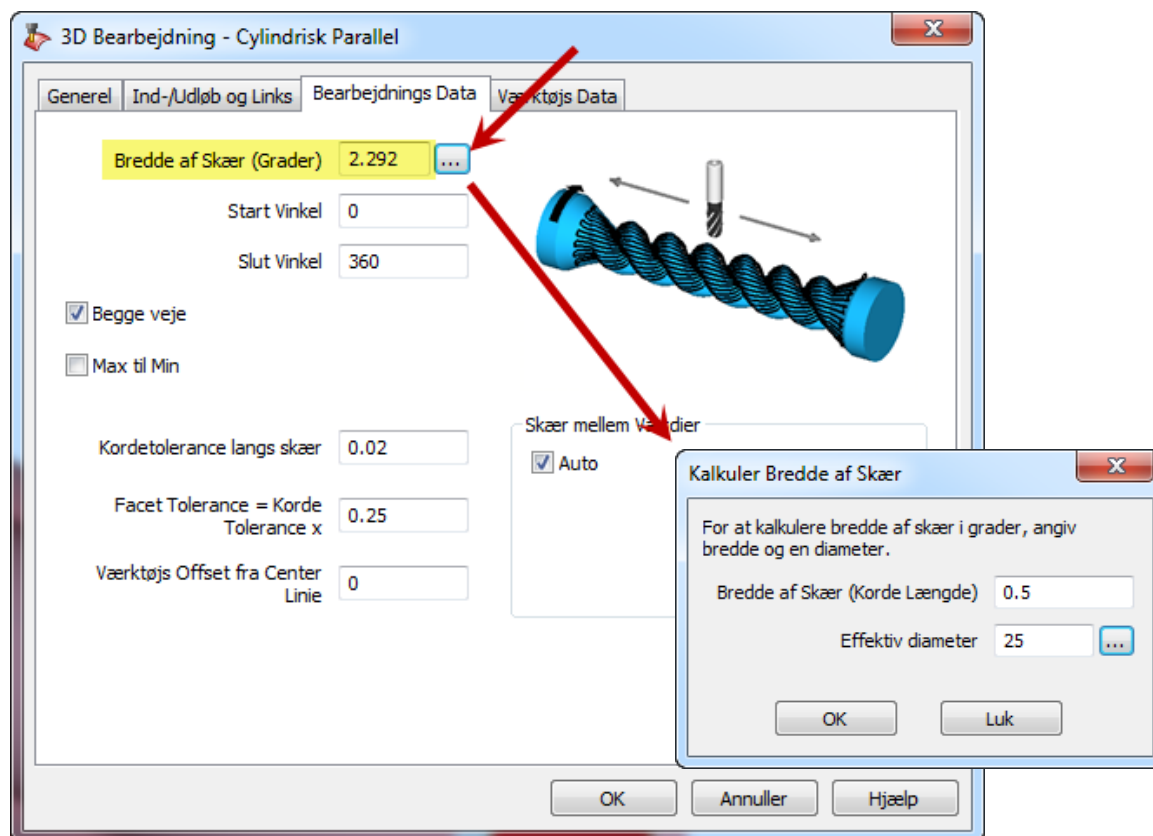 3D Bearbejdning - Cylindrisk Parallel
Generel
Ind-/Udløb og Links
Bearbejdnings Data
Værktøjs Data
Bredde af Skær (Grader)
2.292
...
Start Vinkel
0
Slut Vinkel
360
Begge veje
Max til Min
Kordetolerance langs skær
0.02
Facet Tolerance = Korde
Tolerance x
0.25
Værktøjs Offset fra Center
Linie
0
Skær mellem Værdier
Auto
Kalkuler Bredde af Skær
For at kalkulere bredde af skær i grader, angiv
bredde og en diameter.
Bredde af Skær (Korde Længde)
0.5
Effektiv diameter
25
...
OK
Luk
OK
Annuller
Hjælp